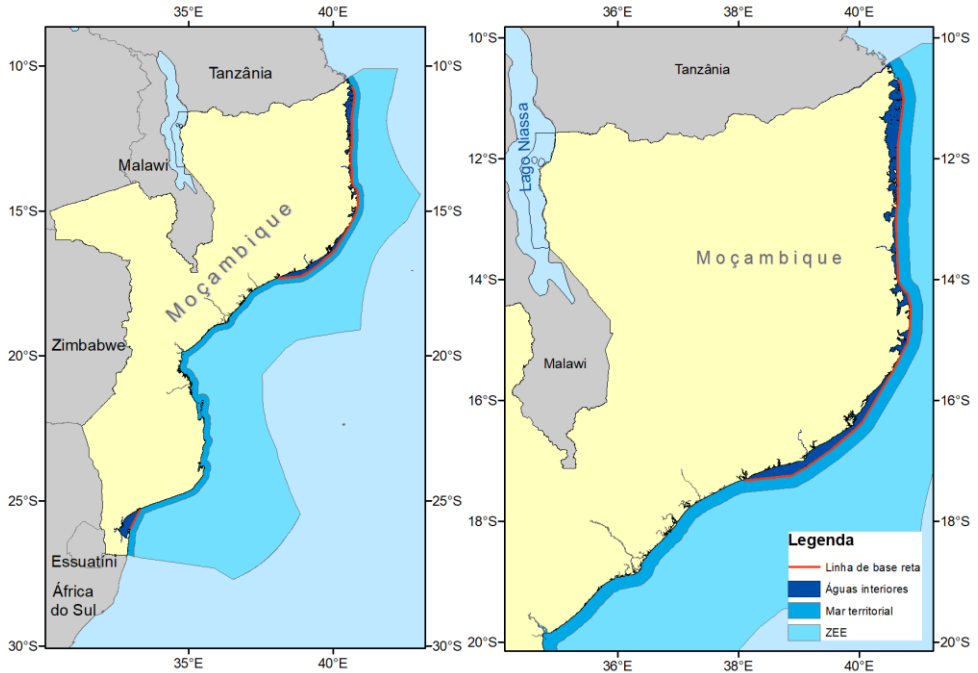 35°E 40°E
10°S 10°S
15°S 15°S
20°S 20°S
25°S 25°S
30°S 30°S
35°E 40°E
Tanzânia
Malawi
Moçambique
Zimbabwe
Essuatíni
África
do Sul
36°E 38°E 40°E
10°S 10°S
12°S 12°S
14°S 14°S
16°S 16°S
18°S 18°S
20°S 20°S
36°E 38°E 40°E
Tanzânia
Lago Niassa
Moçambique
Malawi
Legenda
Linha de base reta
Águas interiores
Mar territorial
ZEE